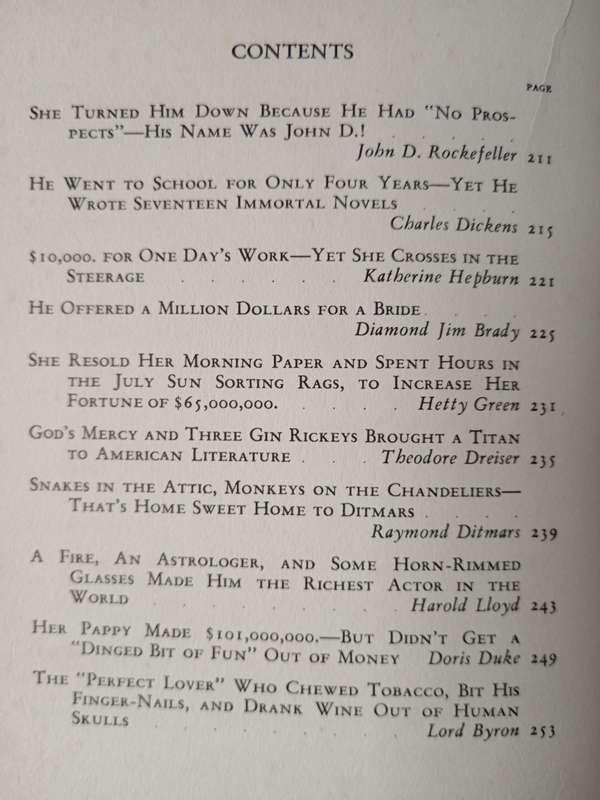 CONTENTS
PAGE
SHE TURNED HIM DOWN BECAUSE HE HAD "NO PROS-
PECTS"—HIS NAME WAS JOHN D.! . . . . .
John D. Rockefeller 211
HE WENT TO SCHOOL FOR ONLY FOUR YEARS—YET HE
WROTE SEVENTEEN IMMORTAL NOVELS . . . .
Charles Dickens 215
$10,000. FOR ONE DAY'S WORK—YET SHE CROSSES IN THE
STEERAGE . . . . . . Katherine Hepburn 221
HE OFFERED A MILLION DOLLARS FOR A BRIDE . . . .
Diamond Jim Brady 225
SHE RESOLD HER MORNING PAPER AND SPENT HOURS IN
THE JULY SUN SORTING RAGS, TO INCREASE HER
FORTUNE OF $65,000,000. . . . . Hetty Green 231
GOD'S MERCY AND THREE GIN RICKEYS BROUGHT A TITAN
TO AMERICAN LITERATURE . . . Theodore Dreiser 235
SNAKES IN THE ATTIC, MONKEYS ON THE CHANDELIERS—
THAT'S HOME SWEET HOME TO DITMARS . . . .
Raymond Ditmars 239
A FIRE, AN ASTROLOGER, AND SOME HORN-RIMMED
GLASSES MADE HIM THE RICHEST ACTOR IN THE
WORLD . . . . . . . Harold Lloyd 243
HER PAPPY MADE $101,000,000.—BUT DIDN'T GET A
"DINGED BIT OF FUN" OUT OF MONEY Doris Duke 249
THE "PERFECT LOVER" WHO CHEWED TOBACCO, BIT HIS
FINGER-NAILS, AND DRANK WINE OUT OF HUMAN
SKULLS . . . . . . . Lord Byron 253